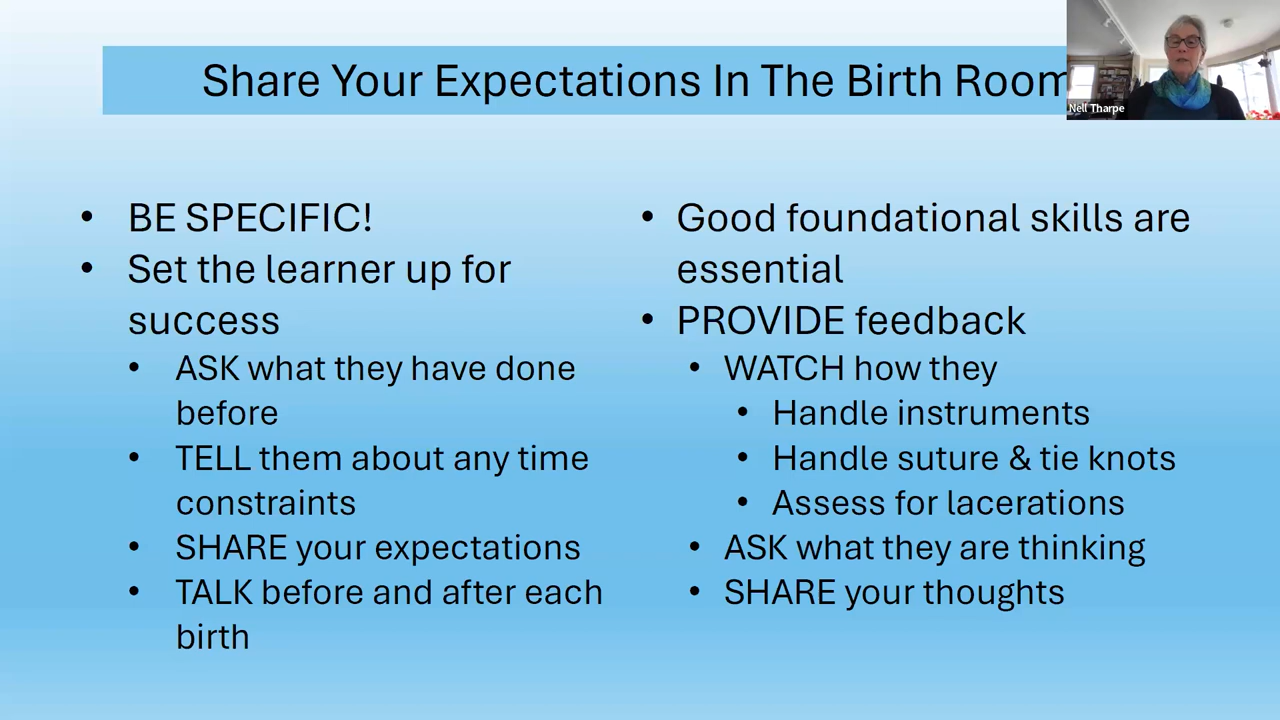 Share Your Expectations In The Birth Room
Nell Tharpe
• BE SPECIFIC!
• Set the learner up for
success
• ASK what they have done
before
• TELL them about any time
constraints
• SHARE your expectations
• TALK before and after each
birth
• Good foundational skills are
essential
• PROVIDE feedback
• WATCH how they
• Handle instruments
• Handle suture & tie knots
• Assess for lacerations
• ASK what they are thinking
• SHARE your thoughts